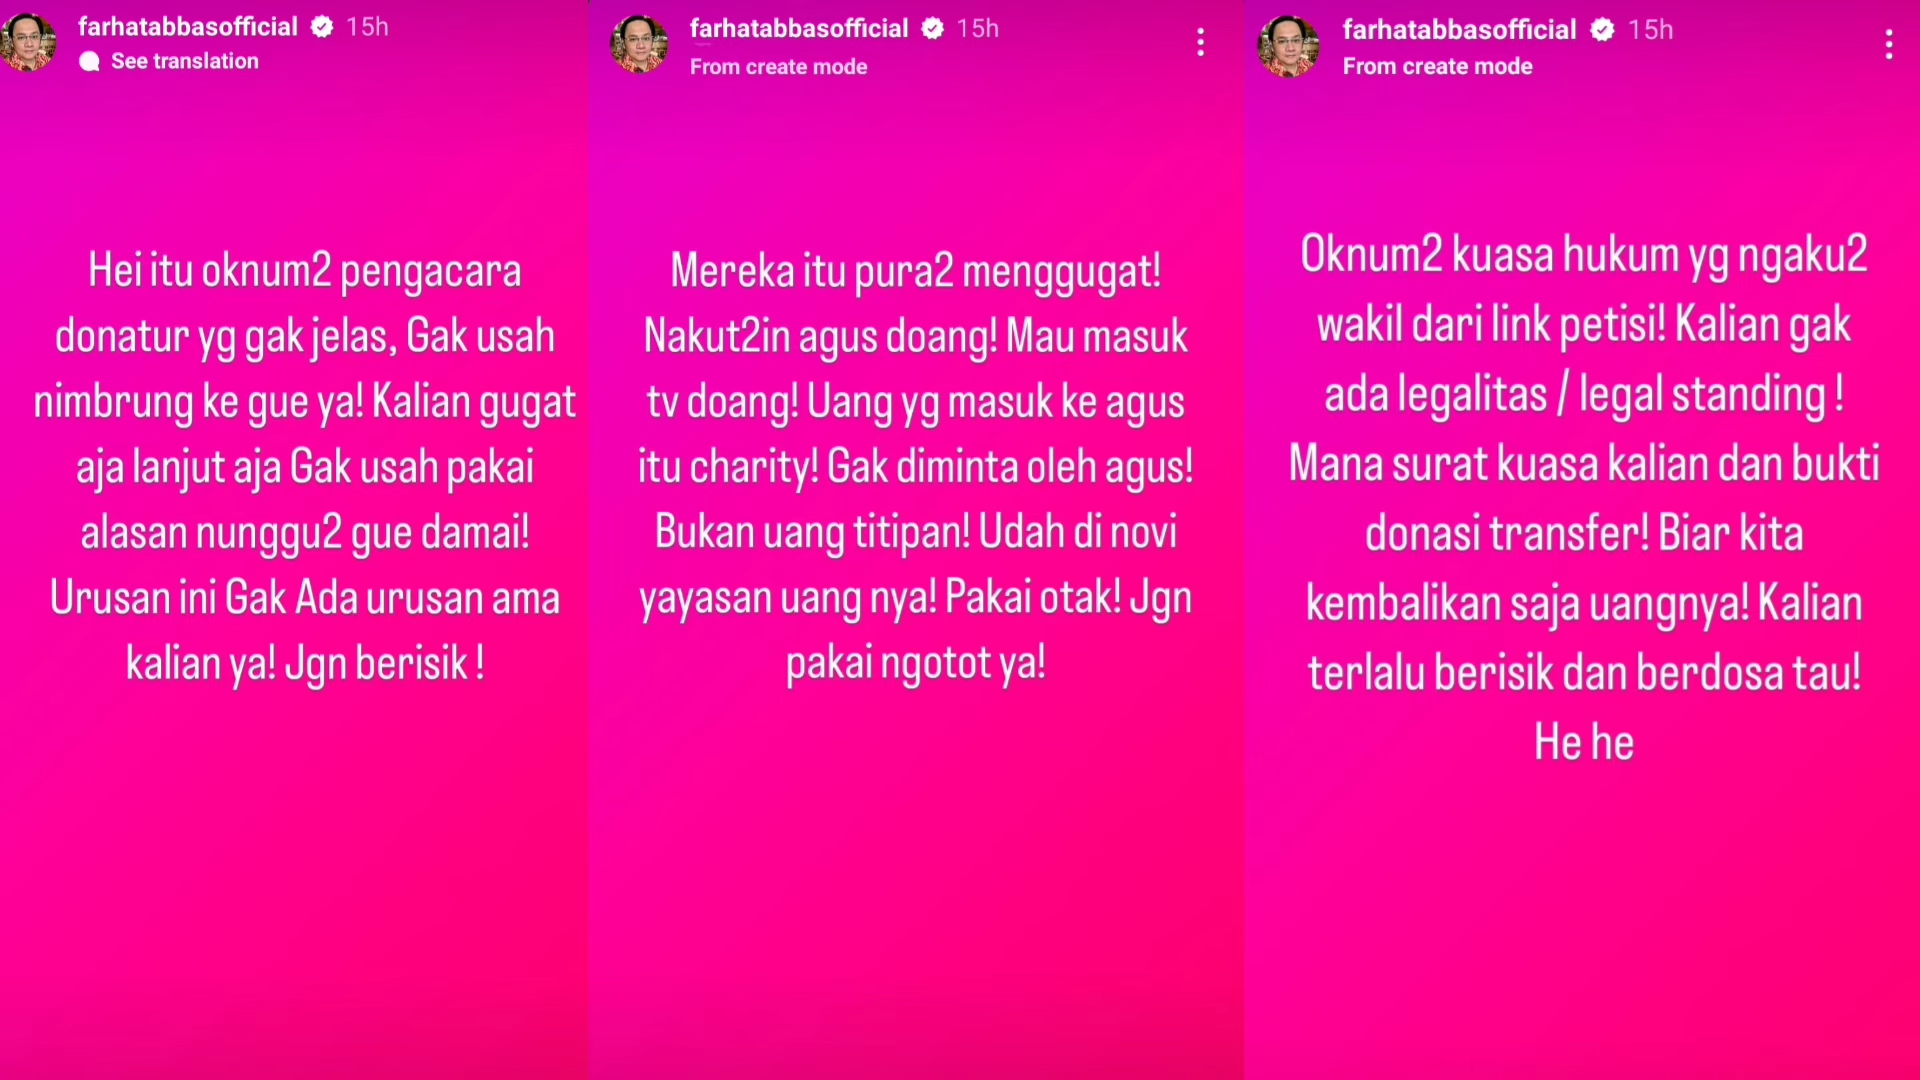 farhatabbasofficial 15h
See translation
Hei itu oknum2 pengacara
donatur yg gak jelas, Gak usah
nimbrung ke gue ya! Kalian gugat
aja lanjut aja Gak usah pakai
alasan nunggu2 gue damai!
Urusan ini Gak Ada urusan ama
kalian ya! Jgn berisik !
farhatabbasofficial 15h
From create mode
Mereka itu pura2 menggugat!
Nakut2in agus doang! Mau masuk
tv doang! Uang yg masuk ke agus
itu charity! Gak diminta oleh agus!
Bukan uang titipan! Udah di novi
yayasan uang nya! Pakai otak! Jgn
pakai ngotot ya!
farhatabbasofficial 15h
From create mode
Oknum2 kuasa hukum yg ngaku2
wakil dari link petisi! Kalian gak
ada legalitas / legal standing !
Mana surat kuasa kalian dan bukti
donasi transfer! Biar kita
kembalikan saja uangnya! Kalian
terlalu berisik dan berdosa tau!
He he